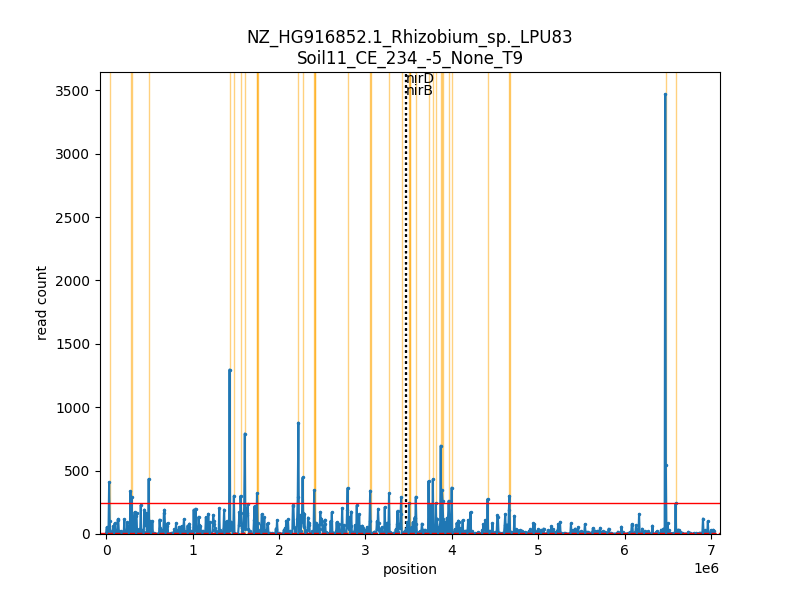 NZ_HG916852.1_Rhizobium_sp._LPU83
Soil11_CE_234_-5_None_T9
nirD
nirB
3500
3000
2500
2000
1500
1000
500
0
read count
0 1 2 3 4 5 6 7
1e6
position